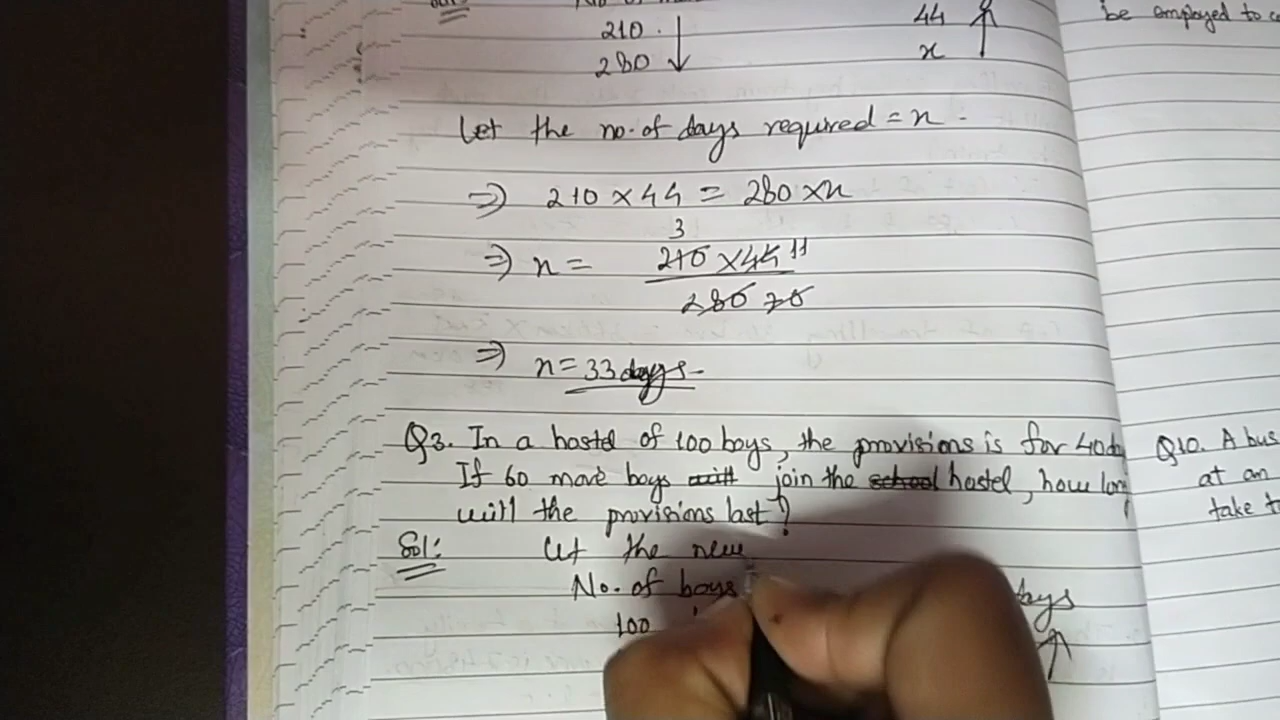 210
280
44
x
be employed to
Let the no. of days required = x
⇒ 210 × 44 = 280 × x
3
⇒ x = 210 × 44 11
280 70
⇒ x = 33 days
Q3. In a hostel of 100 boys, the provisions is for 40 day
If 60 more boys will join the school hostel, how long
will the provisions last?
Sol: Let the new
No. of boys days
100
Q10. A bus
at an
take